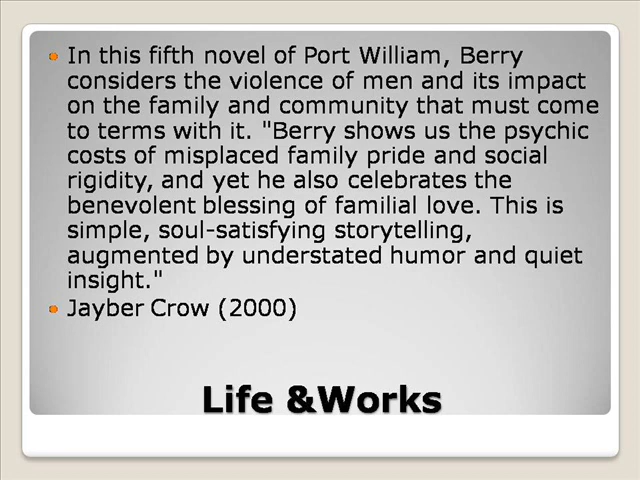 In this fifth novel of Port William, Berry
considers the violence of men and its impact
on the family and community that must come
to terms with it. "Berry shows us the psychic
costs of misplaced family pride and social
rigidity, and yet he also celebrates the
benevolent blessing of familial love. This is
simple, soul-satisfying storytelling,
augmented by understated humor and quiet
insight."
Jayber Crow (2000)
Life &Works